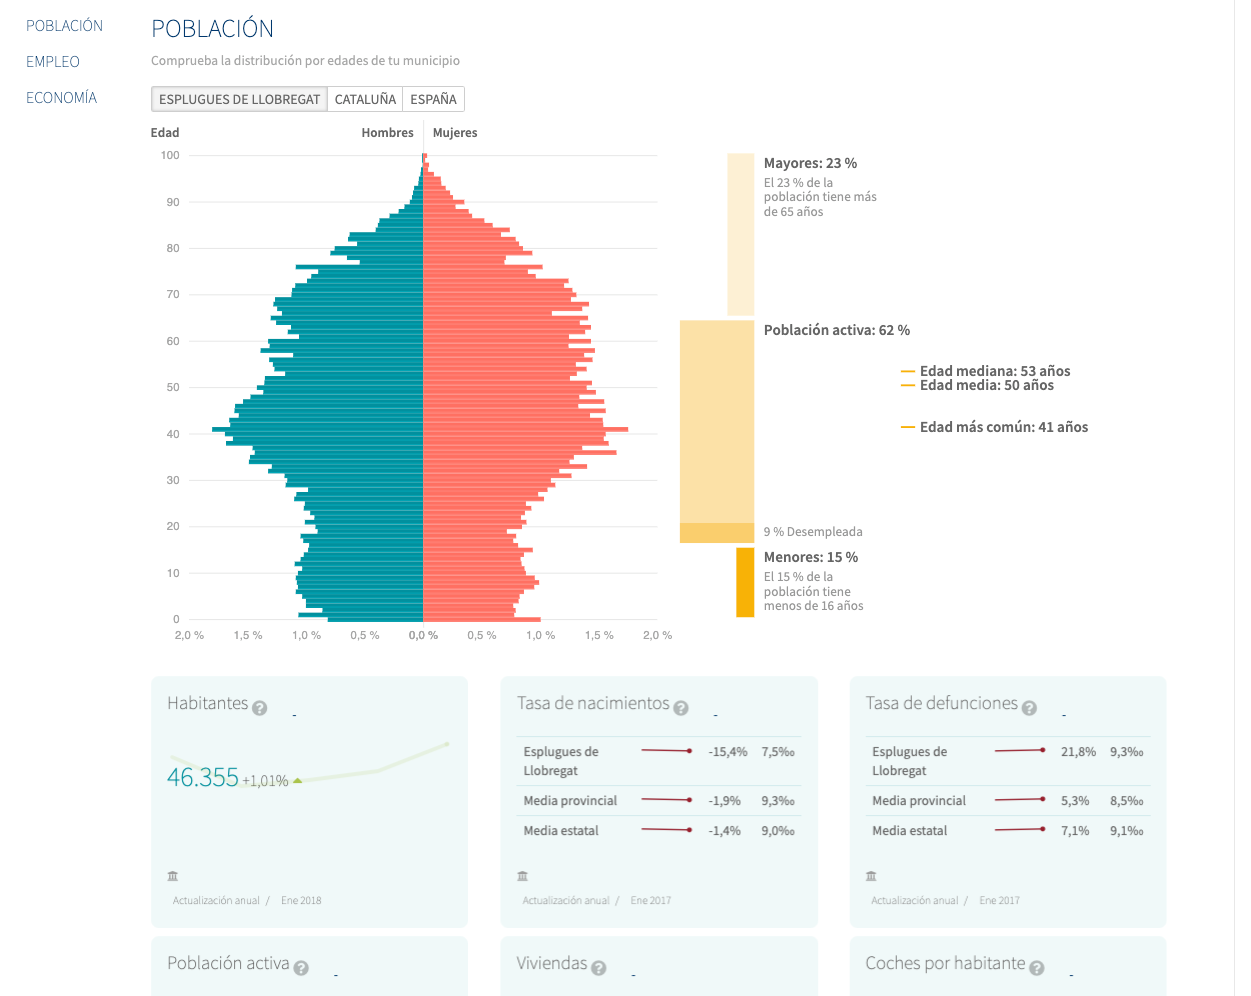 POBLACIÓN
EMPLEO
ECONOMÍA
POBLACIÓN
Comprueba la distribución por edades de tu municipio
ESPLUGUES DE LLOBREGAT CATALUÑA ESPAÑA
Edad Hombres Mujeres
100
90
80
70
60
50
40
30
20
10
0
2,0 % 1,5 % 1,0 % 0,5 % 0,0 % 0,5 % 1,0 % 1,5 % 2,0 %
Mayores: 23 %
El 23 % de la
población tiene más
de 65 años
Población activa: 62 %
Edad mediana: 53 años
Edad media: 50 años
Edad más común: 41 años
9 % Desempleada
Menores: 15 %
El 15 % de la
población tiene
menos de 16 años
Habitantes ? -
46.355 +1,01%
Actualización anual / Ene 2018
Tasa de nacimientos ? -
Esplugues de -15,4% 7,5‰
Llobregat
Media provincial -1,9% 9,3‰
Media estatal -1,4% 9,0‰
Actualización anual / Ene 2017
Tasa de defunciones ? -
Esplugues de 21,8% 9,3‰
Llobregat
Media provincial 5,3% 8,5‰
Media estatal 7,1% 9,1‰
Actualización anual / Ene 2017
Población activa ? -
Viviendas ? -
Coches por habitante ? -